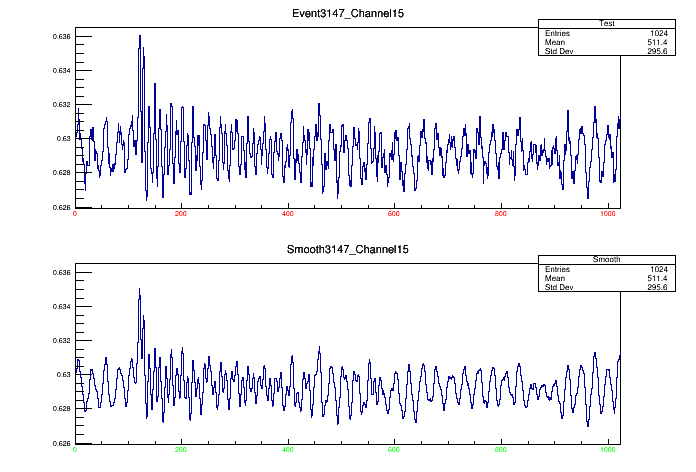 Event3147_Channel15
Test
Entries 1024
Mean 511.4
Std Dev 295.6
0.636
0.634
0.632
0.63
0.628
0.626
0 200 400 600 800 1000
Smooth3147_Channel15
Smooth
Entries 1024
Mean 511.4
Std Dev 295.6
0.636
0.634
0.632
0.63
0.628
0.626
0 200 400 600 800 1000